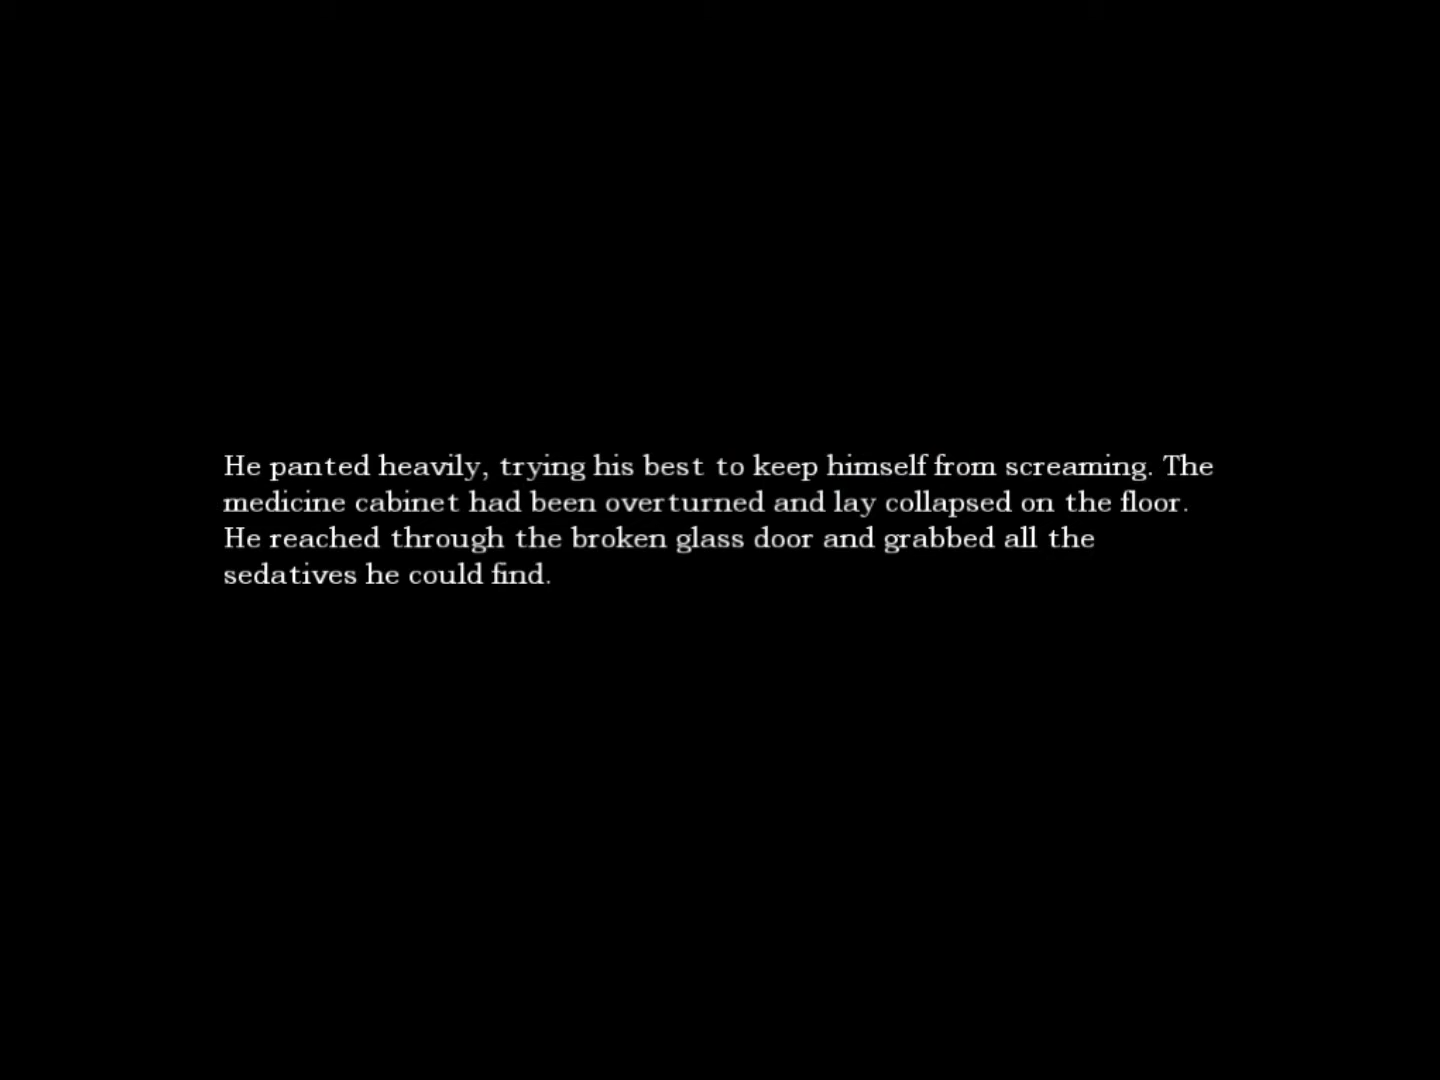 He panted heavily, trying his best to keep himself from screaming. The
medicine cabinet had been overturned and lay collapsed on the floor.
He reached through the broken glass door and grabbed all the
sedatives he could find.